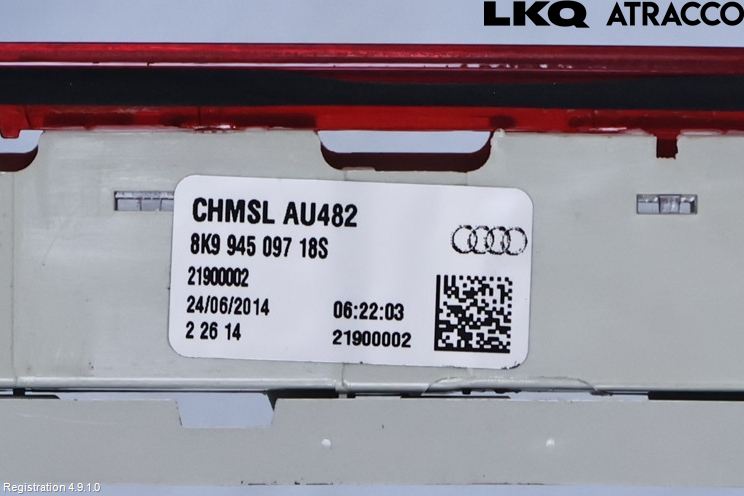 LKQ ATRACCO
CHMSL AU482
8K9 945 097 18S
21900002
24/06/2014 06:22:03
2 26 14 21900002
Registration 4.9.1.0